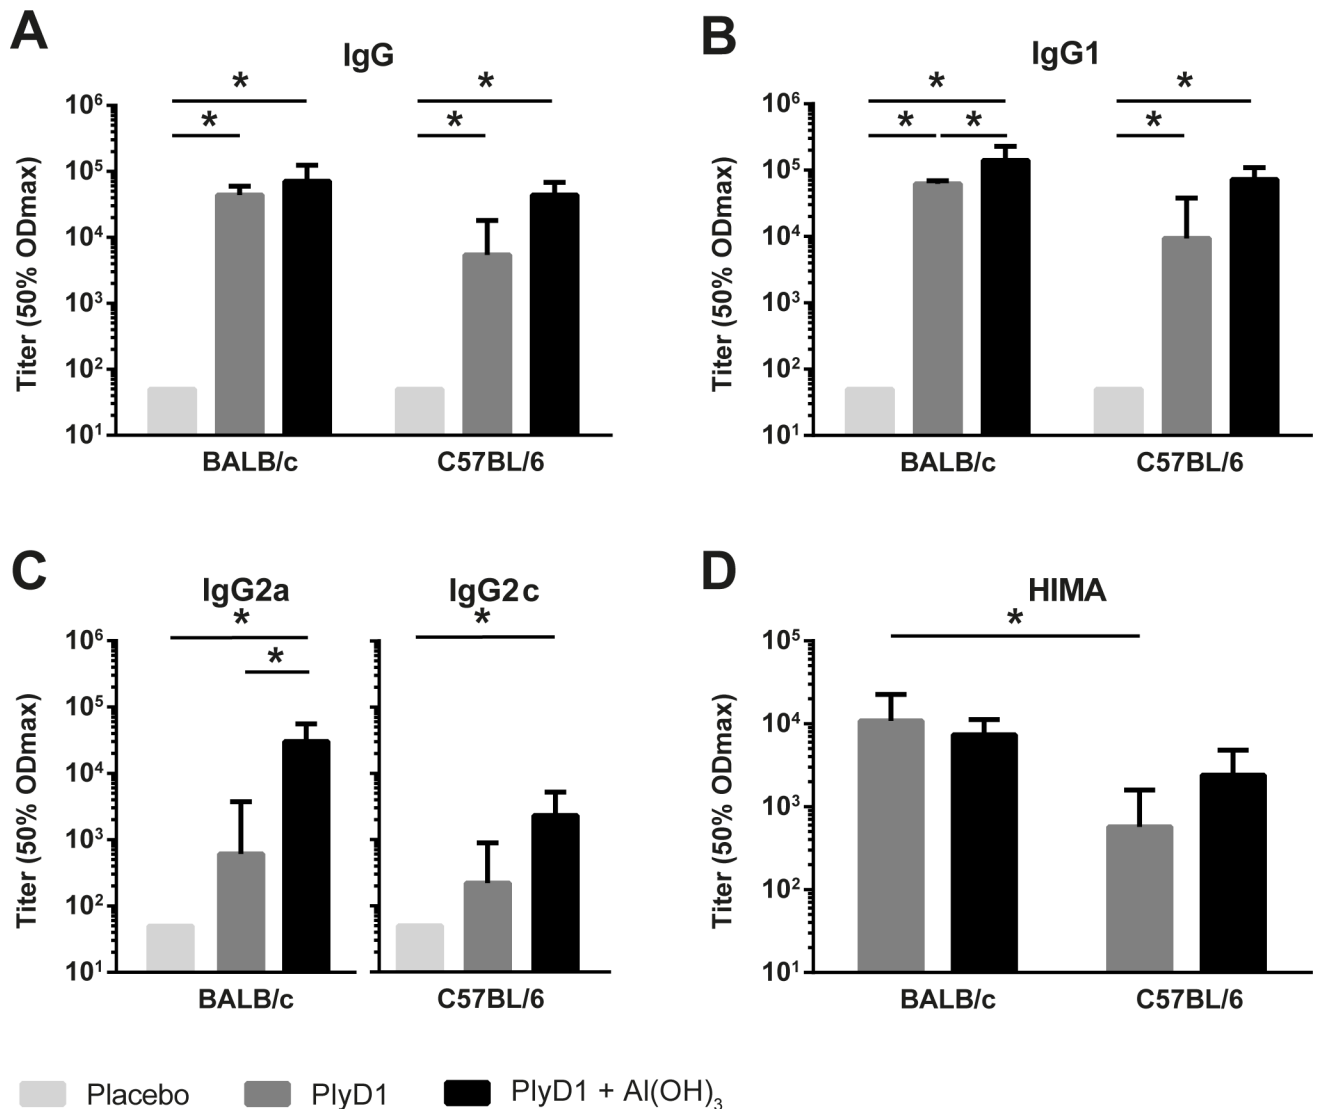 A
IgG
* *
* *
Titer (50% ODmax)
10⁶
10⁵
10⁴
10³
10²
10¹
BALB/c C57BL/6
B
IgG1
* *
* * *
Titer (50% ODmax)
10⁶
10⁵
10⁴
10³
10²
10¹
BALB/c C57BL/6
C
IgG2a IgG2c
* *
*
Titer (50% ODmax)
10⁶
10⁵
10⁴
10³
10²
10¹
BALB/c C57BL/6
D
HIMA
*
Titer (50% ODmax)
10⁵
10⁴
10³
10²
10¹
BALB/c C57BL/6
Placebo PlyD1 PlyD1 + Al(OH)₃